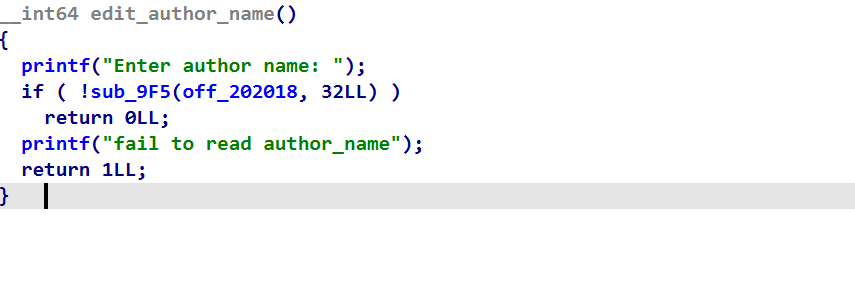 __int64 edit_author_name()
{
  printf("Enter author name: ");
  if ( !sub_9F5(off_202018, 32LL) )
    return 0LL;
  printf("fail to read author_name");
  return 1LL;
}